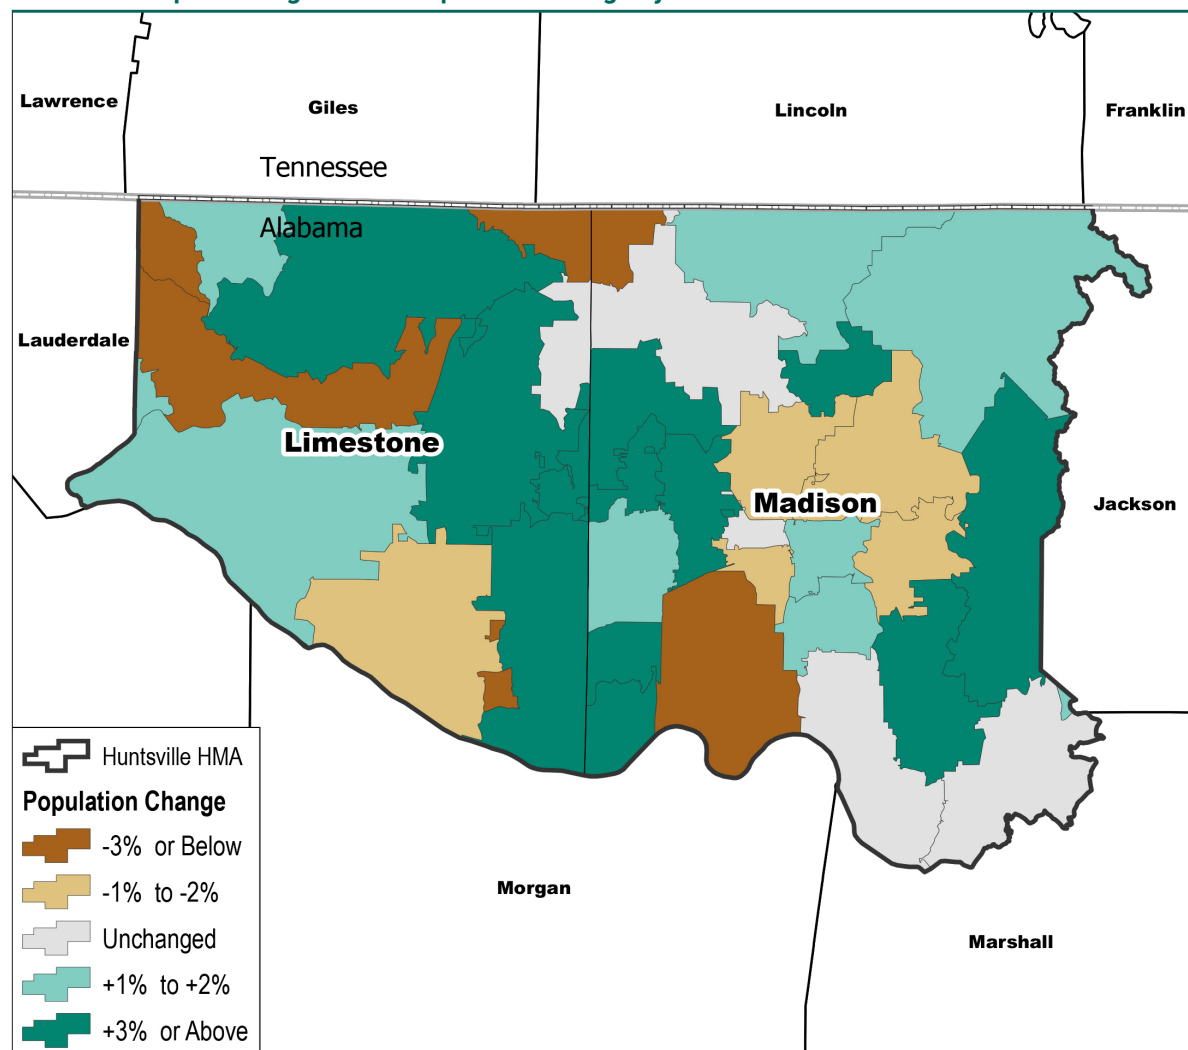 Lawrence
Giles
Lincoln
Franklin
Tennessee
Alabama
Lauderdale
Limestone
Madison
Jackson
Huntsville HMA
Population Change
-3% or Below
-1% to -2%
Unchanged
+1% to +2%
+3% or Above
Morgan
Marshall